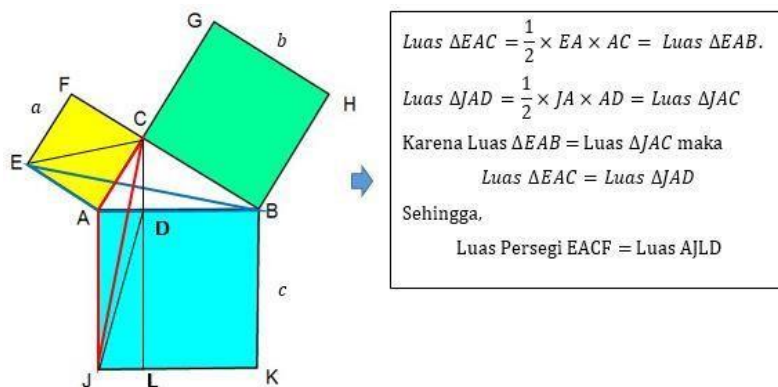 G
b
H
F
a
C
E
A
D
B
c
J
L
K
Luas ΔEAC = 1/2 × EA × AC = Luas ΔEAB.
Luas ΔJAD = 1/2 × JA × AD = Luas ΔJAC
Karena Luas ΔEAB = Luas ΔJAC maka
Luas ΔEAC = Luas ΔJAD
Sehingga,
Luas Persegi EACF = Luas AJLD